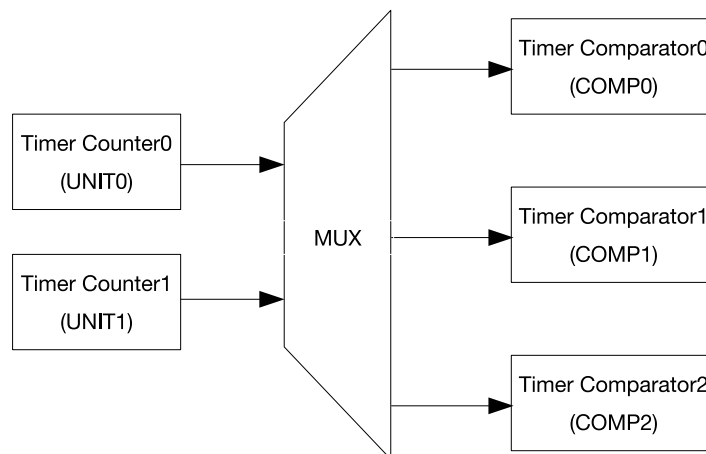 Timer Counter0
(UNIT0)
Timer Counter1
(UNIT1)
MUX
Timer Comparator0
(COMP0)
Timer Comparator1
(COMP1)
Timer Comparator2
(COMP2)